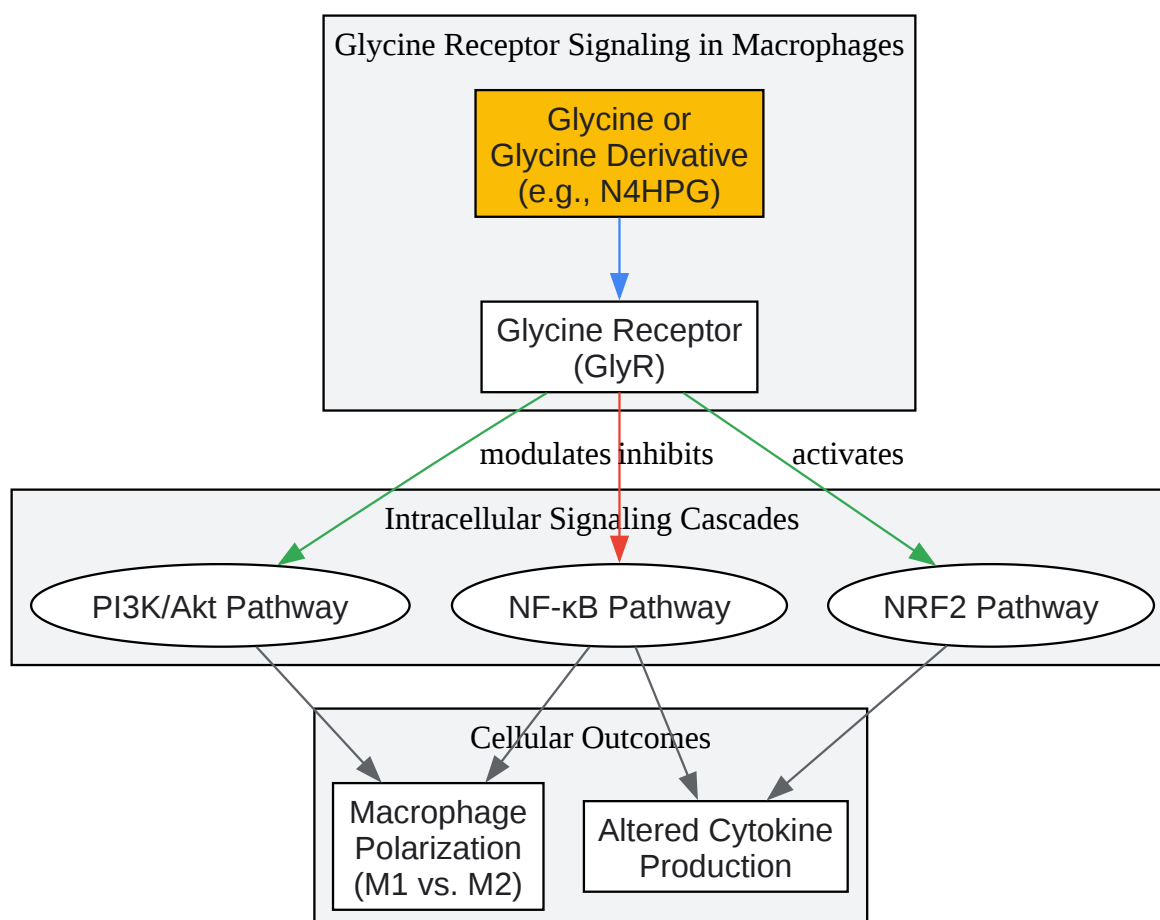 Glycine Receptor Signaling in Macrophages
Glycine or
Glycine Derivative
(e.g., N4HPG)
Glycine Receptor
(GlyR)
modulates
inhibits
activates
Intracellular Signaling Cascades
PI3K/Akt Pathway
NF-κB Pathway
NRF2 Pathway
Cellular Outcomes
Macrophage
Polarization
(M1 vs. M2)
Altered Cytokine
Production